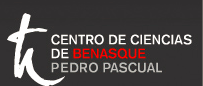 CENTRO DE CIENCIAS
DE BENASQUE
PEDRO PASCUAL